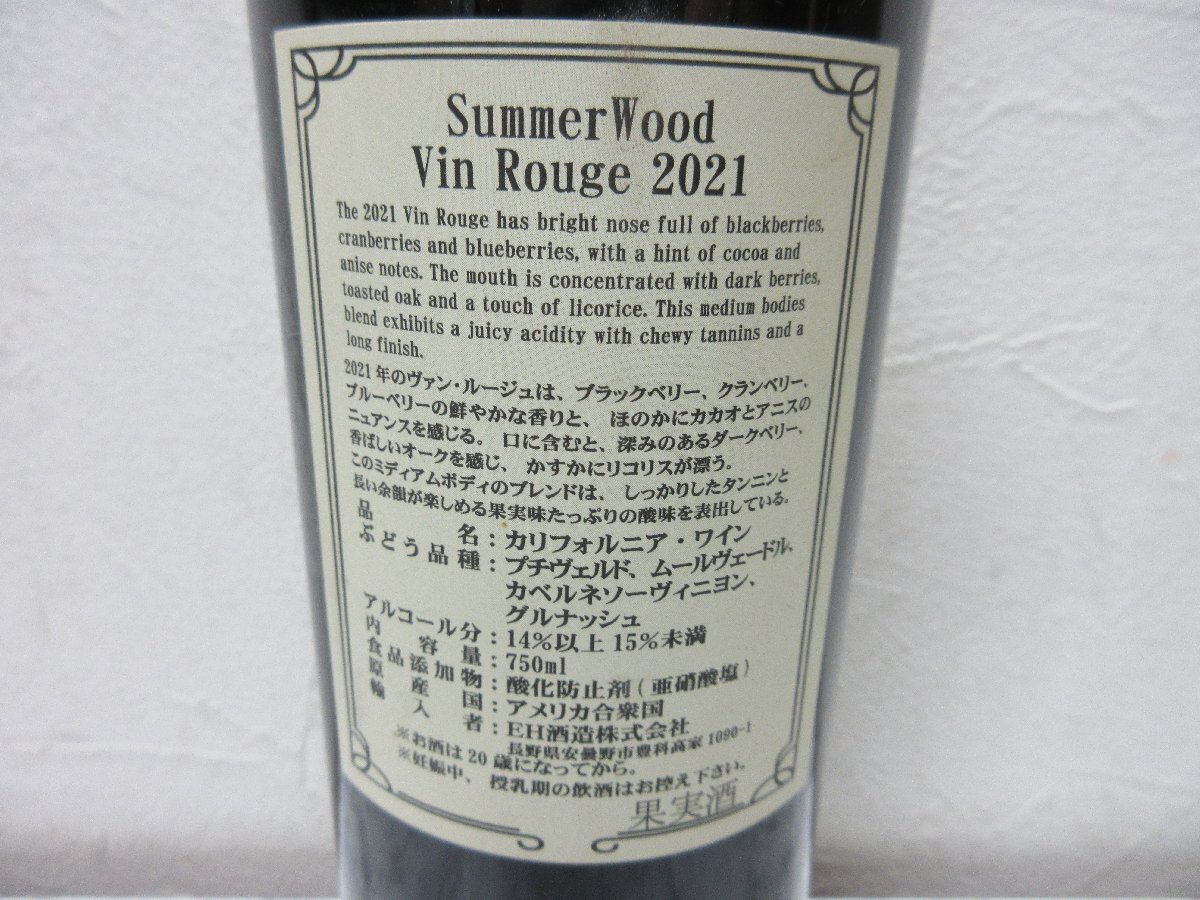 SummerWood
Vin Rouge 2021
The 2021 Vin Rouge has bright nose full of blackberries,
cranberries and blueberries, with a hint of cocoa and
anise notes. The mouth is concentrated with dark berries,
toasted oak and a touch of licorice. This medium bodies
blend exhibits a juicy acidity with chewy tannins and a
long finish.
2021年のヴァン・ルージュは、ブラックベリー、クランベリー、
ブルーベリーの鮮やかな香りと、ほのかにカカオとアニスの
ニュアンスを感じる。口に含むと、深みのあるダークベリー、
香ばしいオークを感じ、かすかにリコリスが漂う。
このミディアムボディのブレンドは、しっかりしたタンニンと
長い余韻が楽しめる果実味たっぷりの酸味を表出している。
品名：カリフォルニア・ワイン
ぶどう品種：プチヴェルド、ムールヴェードル、
カベルネソーヴィニヨン、
グルナッシュ
アルコール分：14%以上15%未満
内容量：750ml
食品添加物：酸化防止剤(亜硝酸塩)
原産国：アメリカ合衆国
輸入者：EH酒造株式会社
長野県安曇野市豊科高家1090-1
※お酒は20歳になってから。
※妊娠中、授乳期の飲酒はお控え下さい。
果実酒